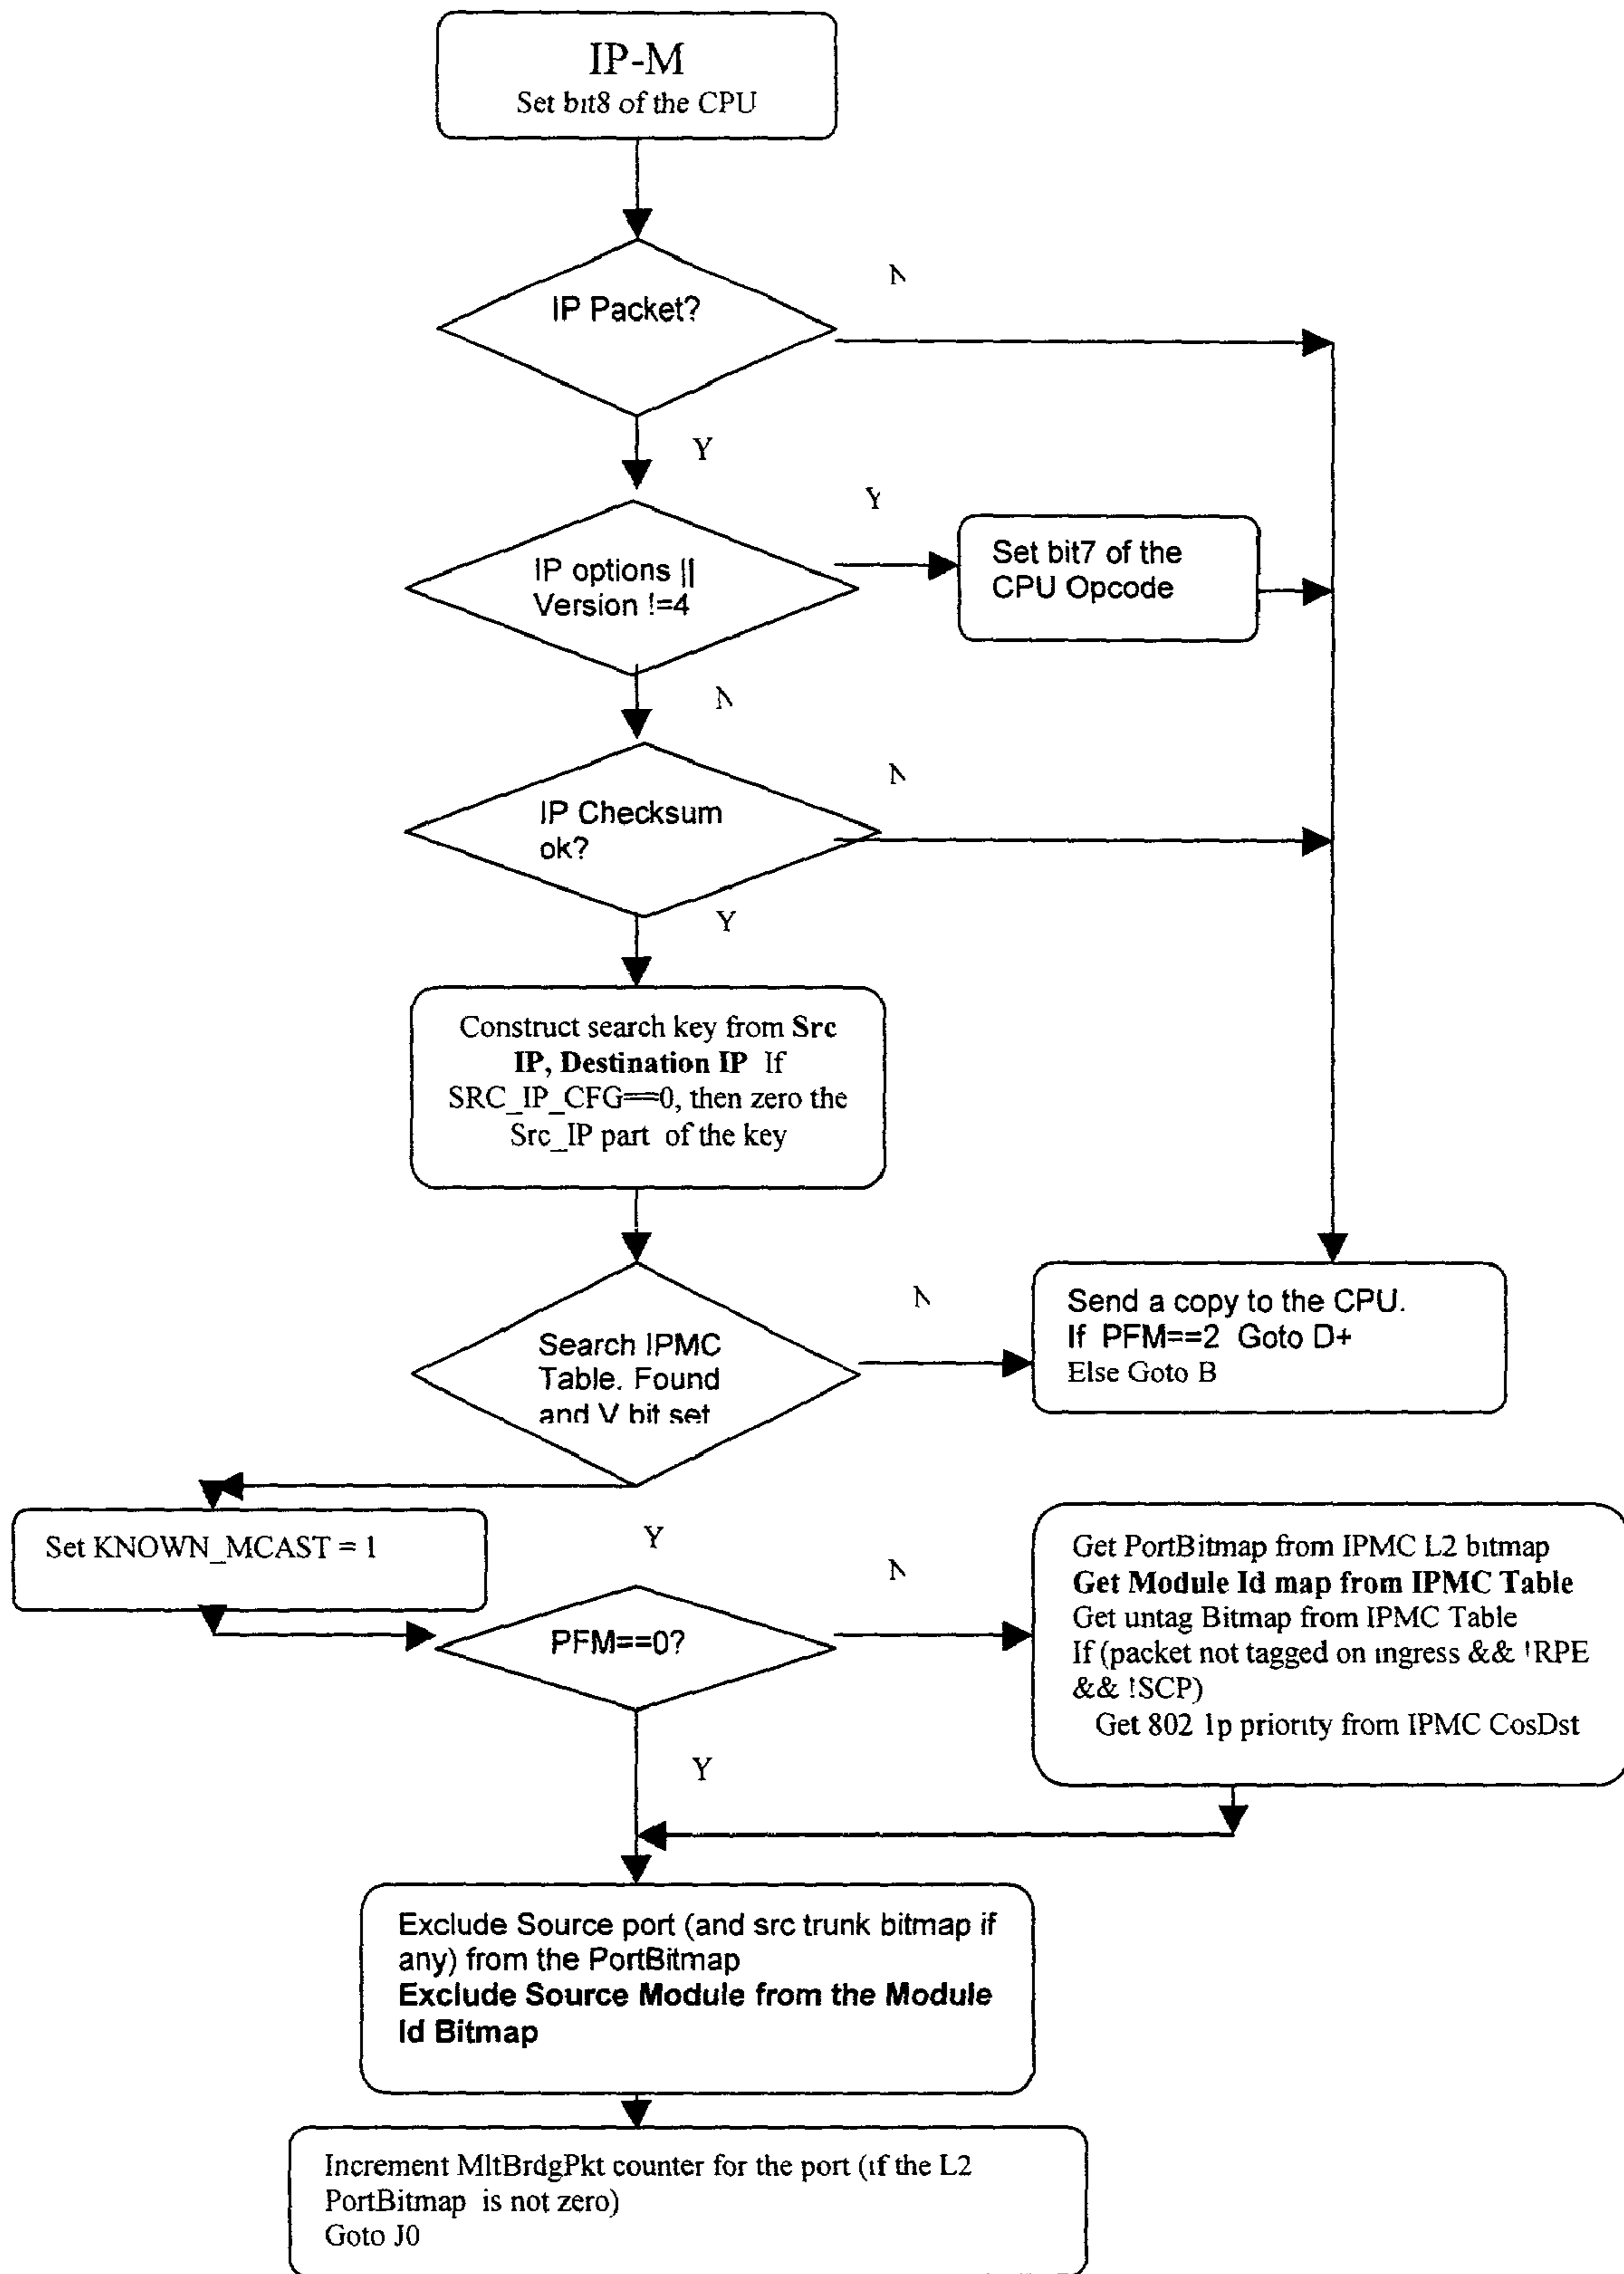 IP-M
Set bit8 of the CPU
N
IP Packet?
Y
Y
IP options ||
Version !=4
Set bit7 of the
CPU Opcode
N
N
IP Checksum
ok?
Y
Construct search key from Src
IP, Destination IP If
SRC_IP_CFG==0, then zero the
Src_IP part of the key
N
Search IPMC
Table. Found
and V bit set
Send a copy to the CPU.
If PFM==2 Goto D+
Else Goto B
Set KNOWN_MCAST = 1
Y
N
PFM==0?
Get PortBitmap from IPMC L2 bitmap
Get Module Id map from IPMC Table
Get untag Bitmap from IPMC Table
If (packet not tagged on ingress && !RPE
&& !SCP)
Get 802 1p priority from IPMC CosDst
Y
Exclude Source port (and src trunk bitmap if
any) from the PortBitmap
Exclude Source Module from the Module
Id Bitmap
Increment MltBrdgPkt counter for the port (if the L2
PortBitmap is not zero)
Goto J0